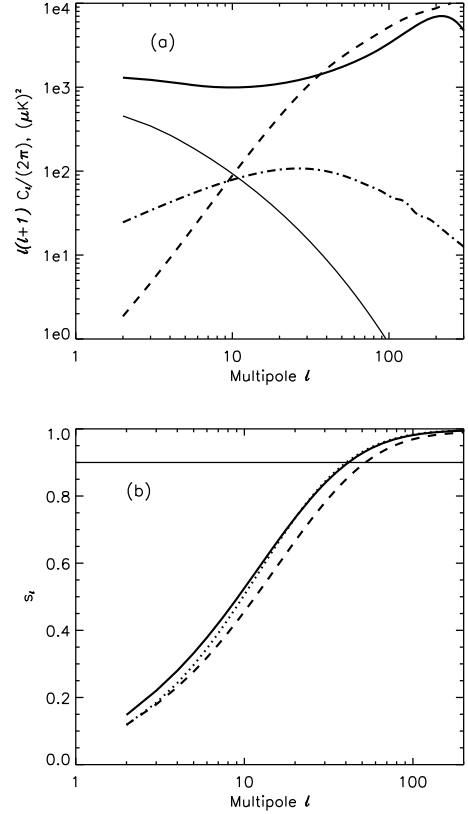 1e4
(a)
1e3
1e2
1e1
1e0
ℓ(ℓ+1) Cℓ/(2π), (μK)²
1
10
100
Multipole ℓ
1.0
(b)
0.8
0.6
0.4
0.2
0.0
sℓ
1
10
100
Multipole ℓ